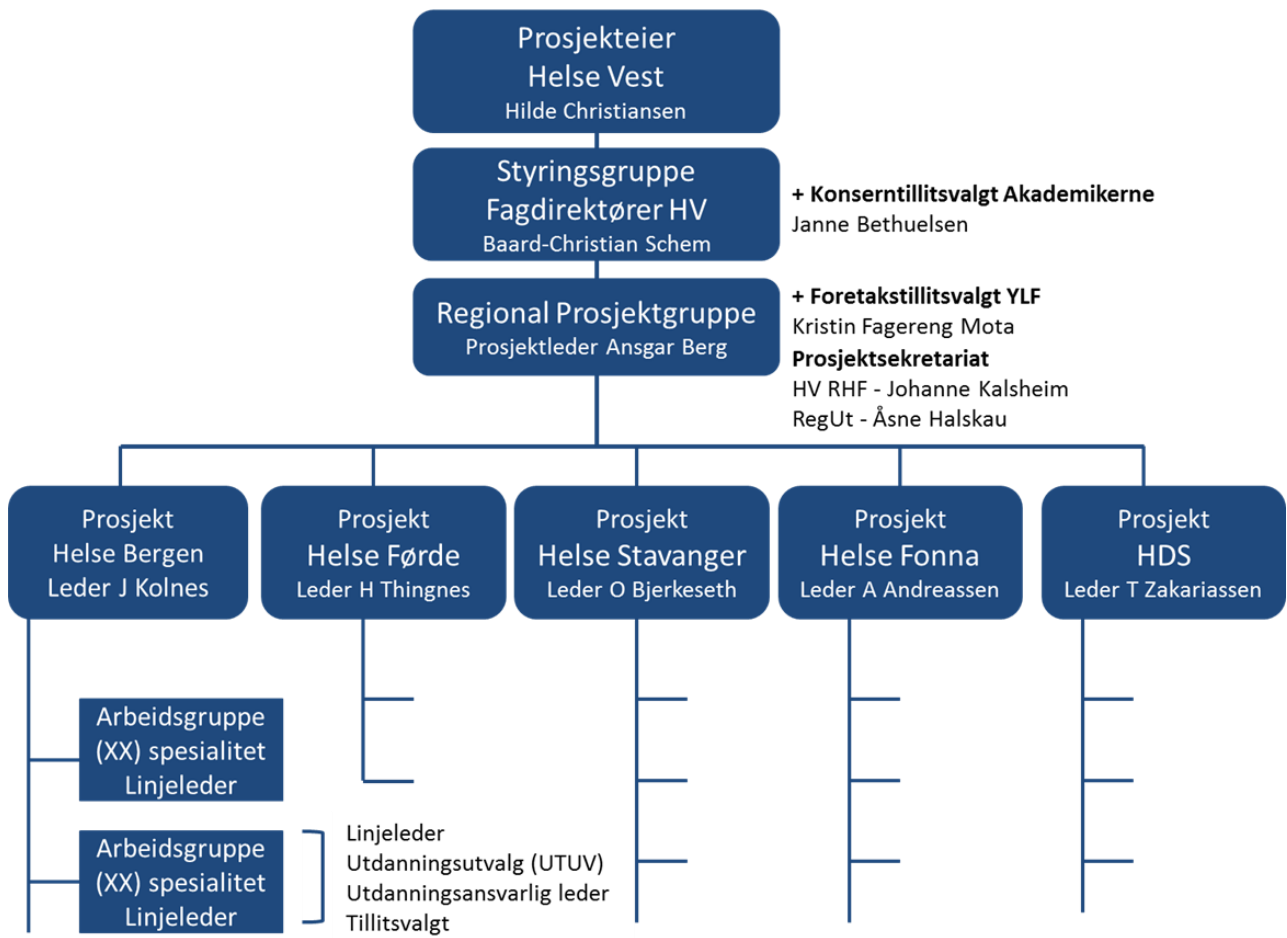 Prosjekteier
Helse Vest
Hilde Christiansen
Styringsgruppe
Fagdirektører HV
Baard-Christian Schem
+ Konserntillitsvalgt Akademikerne
Janne Bethuelsen
Regional Prosjektgruppe
Prosjektleder Ansgar Berg
+ Foretakstillitsvalgt YLF
Kristin Fagereng Mota
Prosjektsekretariat
HV RHF - Johanne Kalsheim
RegUt - Åsne Halskau
Prosjekt
Helse Bergen
Leder J Kolnes
Prosjekt
Helse Førde
Leder H Thingnes
Prosjekt
Helse Stavanger
Leder O Bjerkeseth
Prosjekt
Helse Fonna
Leder A Andreassen
Prosjekt
HDS
Leder T Zakariassen
Arbeidsgruppe
(XX) spesialitet
Linjeleder
Arbeidsgruppe
(XX) spesialitet
Linjeleder
Linjeleder
Utdanningsutvalg (UTUV)
Utdanningsansvarlig leder
Tillitsvalgt